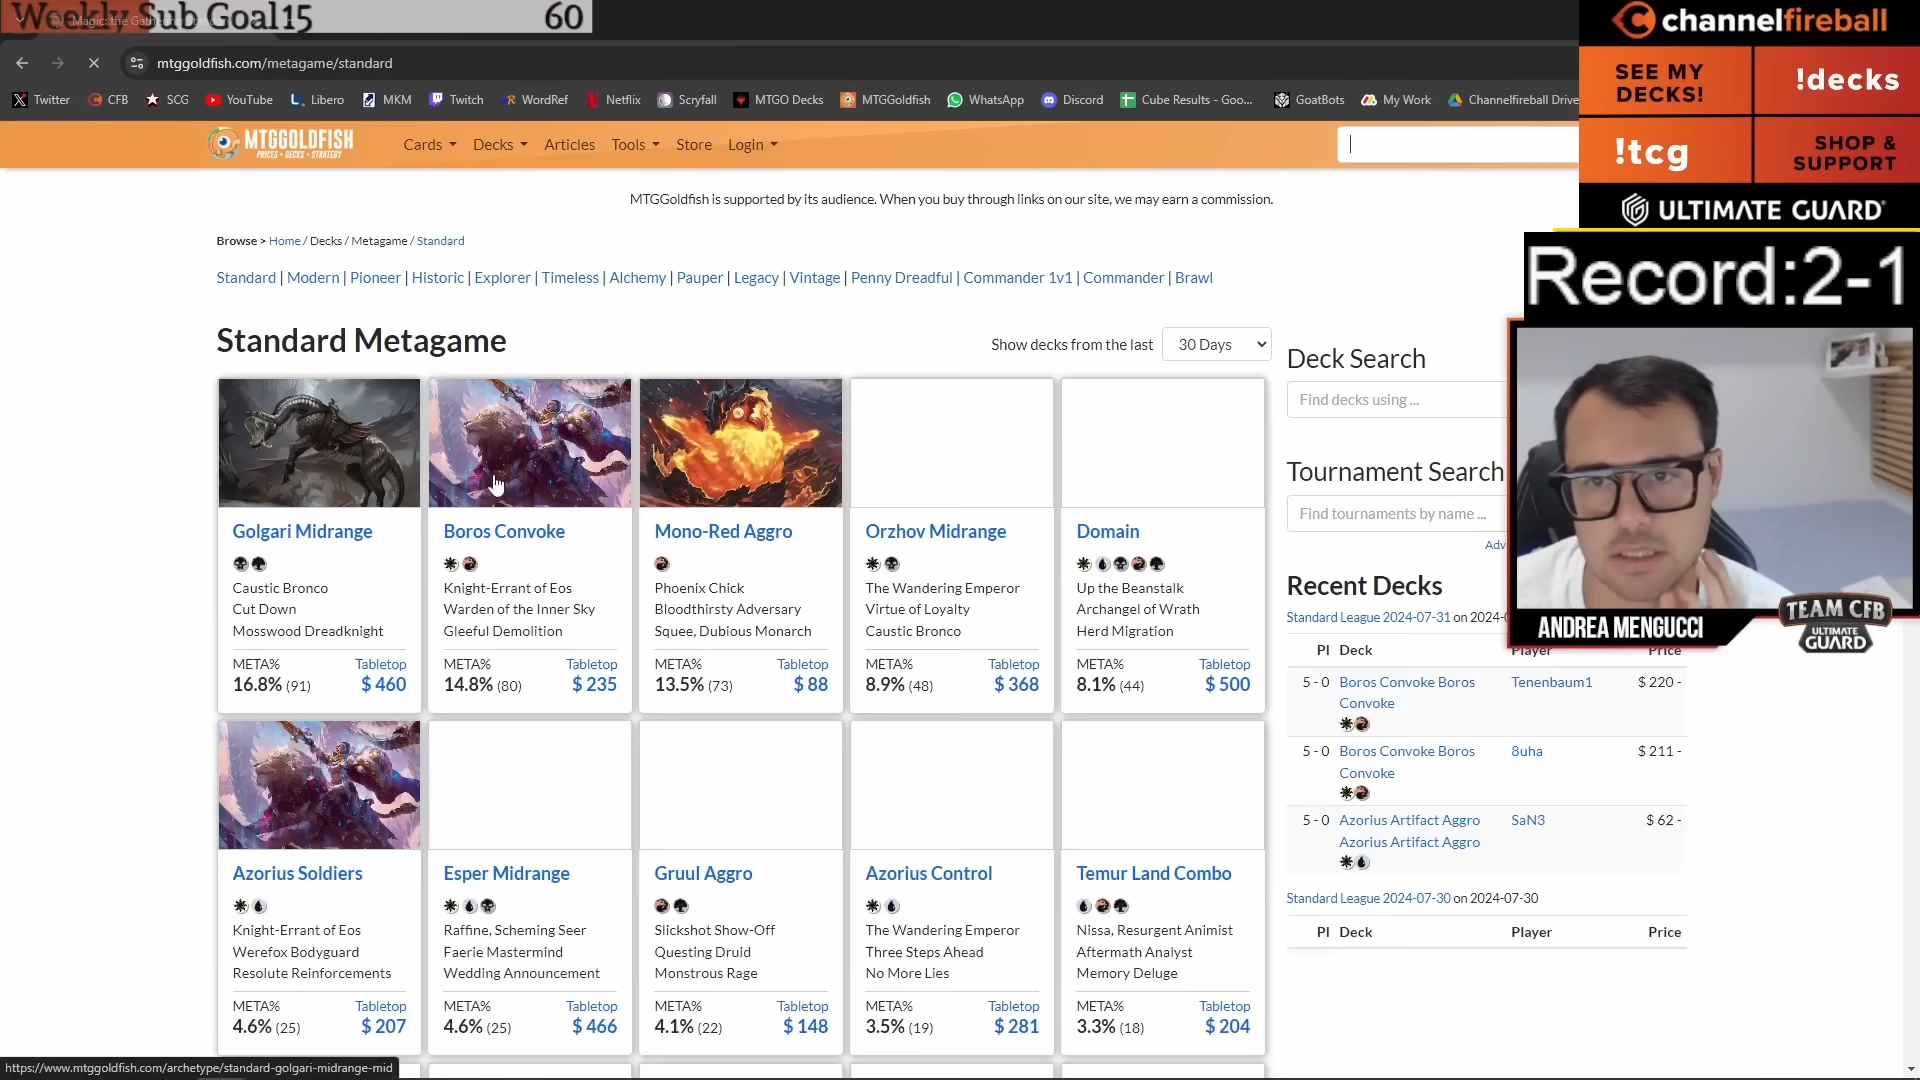 Weekly Sub Goal 15 60
mtggoldfish.com/metagame/standard
Twitter CFB SCG YouTube Libero MKM Twitch WordRef Netflix Scryfall MTGO Decks MTGGoldfish WhatsApp Discord Cube Results - Goo... GoatBots My Work Channelfireball Drive
MTGGOLDFISH
PRICES • DECKS • STRATEGY
Cards Decks Articles Tools Store Login
MTGGoldfish is supported by its audience. When you buy through links on our site, we may earn a commission.
Browse > Home / Decks / Metagame / Standard
Standard | Modern | Pioneer | Historic | Explorer | Timeless | Alchemy | Pauper | Legacy | Vintage | Penny Dreadful | Commander 1v1 | Commander | Brawl
Standard Metagame
Show decks from the last 30 Days
Golgari Midrange
Caustic Bronco
Cut Down
Mosswood Dreadknight
META% Tabletop
16.8% (91) $ 460
Boros Convoke
Knight-Errant of Eos
Warden of the Inner Sky
Gleeful Demolition
META% Tabletop
14.8% (80) $ 235
Mono-Red Aggro
Phoenix Chick
Bloodthirsty Adversary
Squee, Dubious Monarch
META% Tabletop
13.5% (73) $ 88
Orzhov Midrange
The Wandering Emperor
Virtue of Loyalty
Caustic Bronco
META% Tabletop
8.9% (48) $ 368
Domain
Up the Beanstalk
Archangel of Wrath
Herd Migration
META% Tabletop
8.1% (44) $ 500
Azorius Soldiers
Knight-Errant of Eos
Werefox Bodyguard
Resolute Reinforcements
META% Tabletop
4.6% (25) $ 207
Esper Midrange
Raffine, Scheming Seer
Faerie Mastermind
Wedding Announcement
META% Tabletop
4.6% (25) $ 466
Gruul Aggro
Slickshot Show-Off
Questing Druid
Monstrous Rage
META% Tabletop
4.1% (22) $ 148
Azorius Control
The Wandering Emperor
Three Steps Ahead
No More Lies
META% Tabletop
3.5% (19) $ 281
Temur Land Combo
Nissa, Resurgent Animist
Aftermath Analyst
Memory Deluge
META% Tabletop
3.3% (18) $ 204
Deck Search
Find decks using ...
Tournament Search
Find tournaments by name ...
Adv
Recent Decks
Standard League 2024-07-31 on 2024-0
Pl Deck Player Price
5 - 0 Boros Convoke Boros Tenenbaum1 $ 220 -
Convoke
5 - 0 Boros Convoke Boros 8uha $ 211 -
Convoke
5 - 0 Azorius Artifact Aggro SaN3 $ 62 -
Azorius Artifact Aggro
Standard League 2024-07-30 on 2024-07-30
Pl Deck Player Price
channelfireball
SEE MY
DECKS!
!decks
!tcg
SHOP &
SUPPORT
ULTIMATE GUARD
Record:2-1
ANDREA MENGUCCI
TEAM CFB
ULTIMATE
GUARD
https://www.mtggoldfish.com/archetype/standard-golgari-midrange-mid